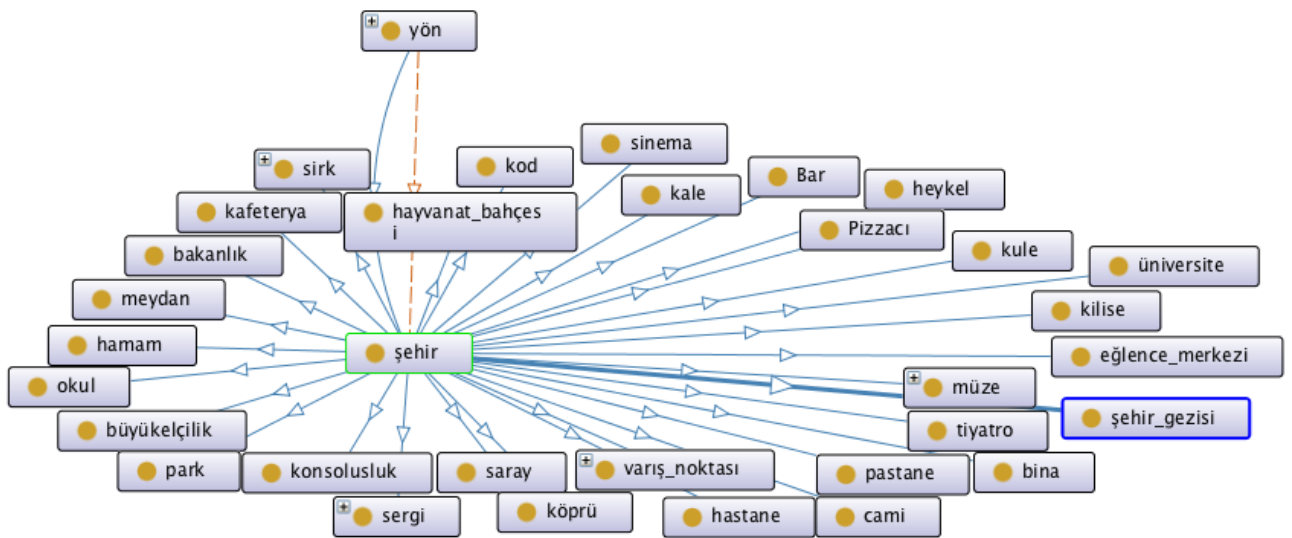 yön
sinema
kod
sirk
Bar
heykel
kale
kafeterya
hayvanat_bahçes
i
Pizzacı
kule
bakanlık
üniversite
meydan
kilise
hamam
şehir
eğlence_merkezi
okul
müze
şehir_gezisi
büyükelçilik
tiyatro
park
konsolusluk
saray
varış_noktası
pastane
bina
sergi
köprü
hastane
cami